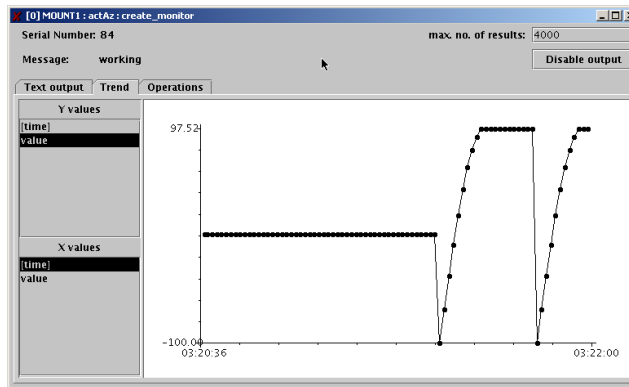 [0] MOUNT1 : actAz : create_monitor
Serial Number: 84
max. no. of results: 4000
Message: working
Disable output
Text output Trend Operations
Y values
[time]
value
X values
[time]
value
97.52
-100.00
03:20:36
03:22:00